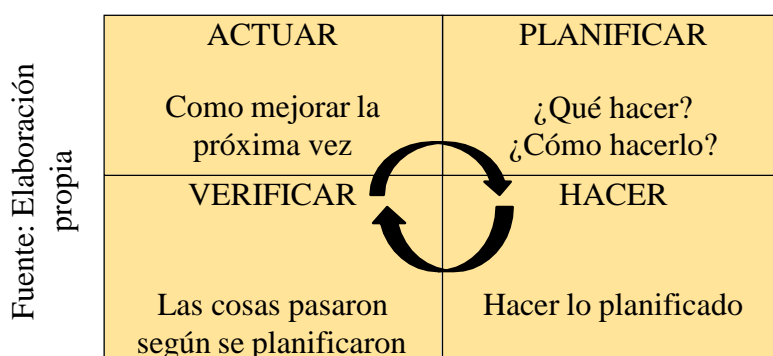 Fuente: Elaboración
propia
ACTUAR
Como mejorar la
próxima vez
PLANIFICAR
¿Qué hacer?
¿Cómo hacerlo?
VERIFICAR
Las cosas pasaron
según se planificaron
HACER
Hacer lo planificado